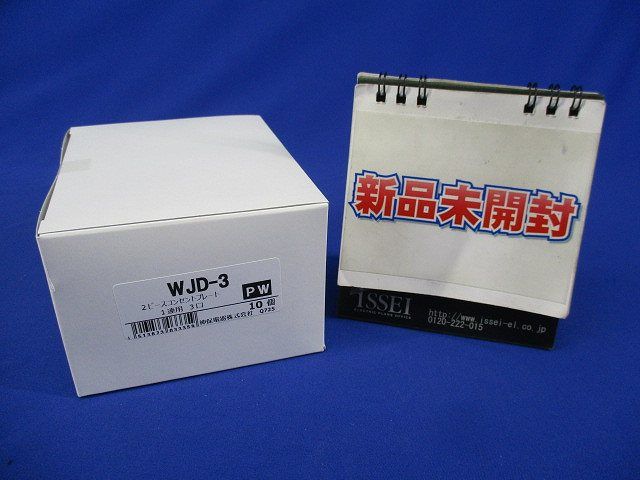 WJD-3
2ピースコンセントプレート
1連用 3口
PW
10個
神保電器株式会社 0725
新品未開封
ISSEI
http://www.issei-el.co.jp
0120-222-015